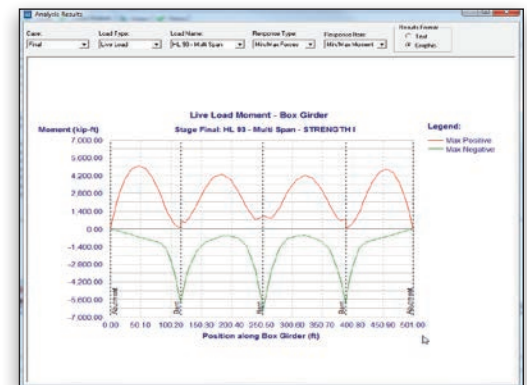 Analysis Results
Case: Load Type: Load Name: Response Type: Response Item: Results Format
Final Live Load HL 93 - Multi Span Min/Max Forces Min/Max Moment Text
Graphic
Live Load Moment - Box Girder
Stage Final: HL 93 - Multi Span - STRENGTH I
Moment (kip-ft)
Legend:
Max Positive
Max Negative
7,000.00
5,600.00
4,200.00
2,800.00
1,400.00
0.00
-1,400.00
-2,800.00
-4,200.00
-5,600.00
-7,000.00
Abutment Abutment
0.00 50.10 100.20 150.30 200.40 250.50 300.60 350.70 400.80 450.90 501.00
Position along Box Girder (ft)